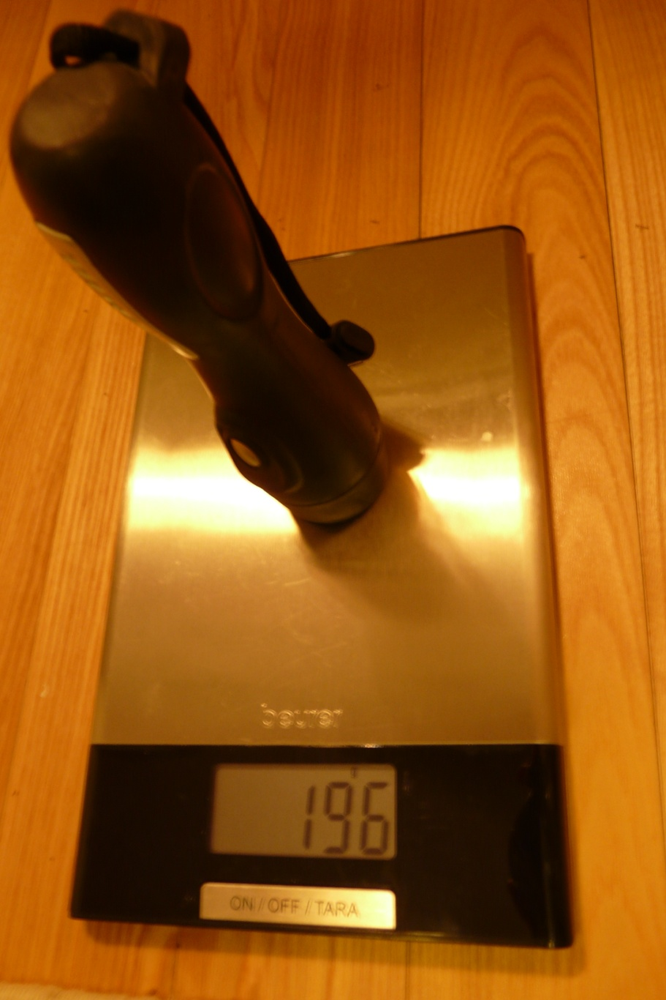 beurer
196
ON / OFF / TARA